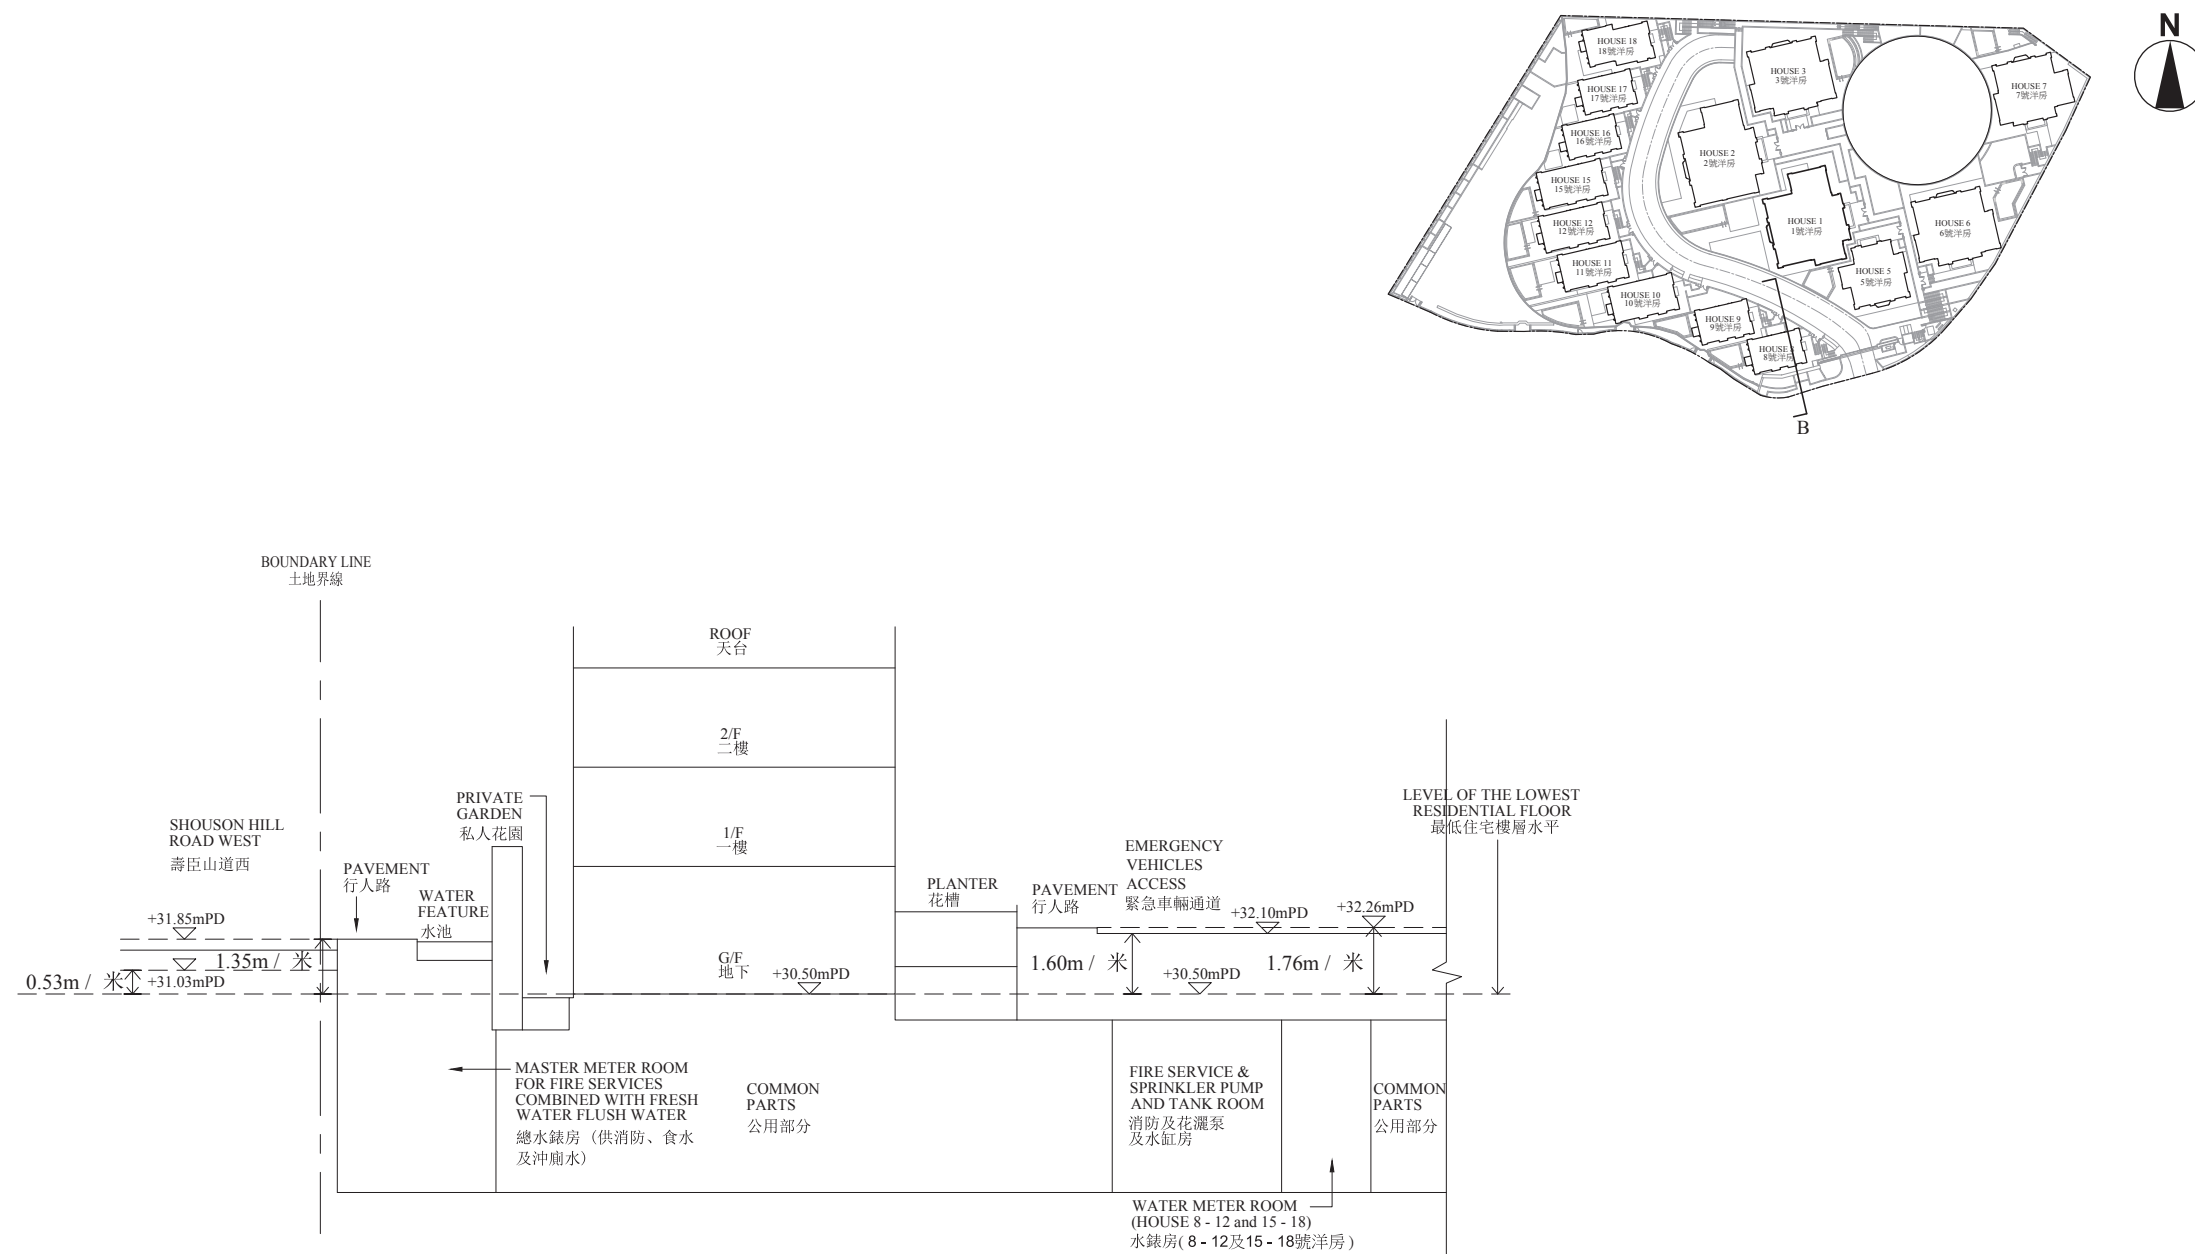 N
HOUSE 18
18號洋房
HOUSE 17
17號洋房
HOUSE 16
16號洋房
HOUSE 15
15號洋房
HOUSE 12
12號洋房
HOUSE 11
11號洋房
HOUSE 10
10號洋房
HOUSE 9
9號洋房
HOUSE 8
8號洋房
HOUSE 3
3號洋房
HOUSE 2
2號洋房
HOUSE 1
1號洋房
HOUSE 7
7號洋房
HOUSE 6
6號洋房
HOUSE 5
5號洋房
B
BOUNDARY LINE
土地界線
ROOF
天台
2/F
二樓
1/F
一樓
G/F
地下
+30.50mPD
SHOUSON HILL
ROAD WEST
壽臣山道西
+31.85mPD
1.35m / 米
0.53m / 米
+31.03mPD
PAVEMENT
行人路
WATER
FEATURE
水池
PRIVATE
GARDEN
私人花園
PLANTER
花槽
PAVEMENT
行人路
EMERGENCY
VEHICLES
ACCESS
緊急車輛通道
+32.10mPD
+32.26mPD
1.60m / 米
+30.50mPD
1.76m / 米
LEVEL OF THE LOWEST
RESIDENTIAL FLOOR
最低住宅樓層水平
MASTER METER ROOM
FOR FIRE SERVICES
COMBINED WITH FRESH
WATER FLUSH WATER
總水錶房（供消防、食水
及沖廁水）
COMMON
PARTS
公用部分
FIRE SERVICE &
SPRINKLER PUMP
AND TANK ROOM
消防及花灑泵
及水缸房
COMMON
PARTS
公用部分
WATER METER ROOM
(HOUSE 8 - 12 and 15 - 18)
水錶房( 8 - 12及15 - 18號洋房 )